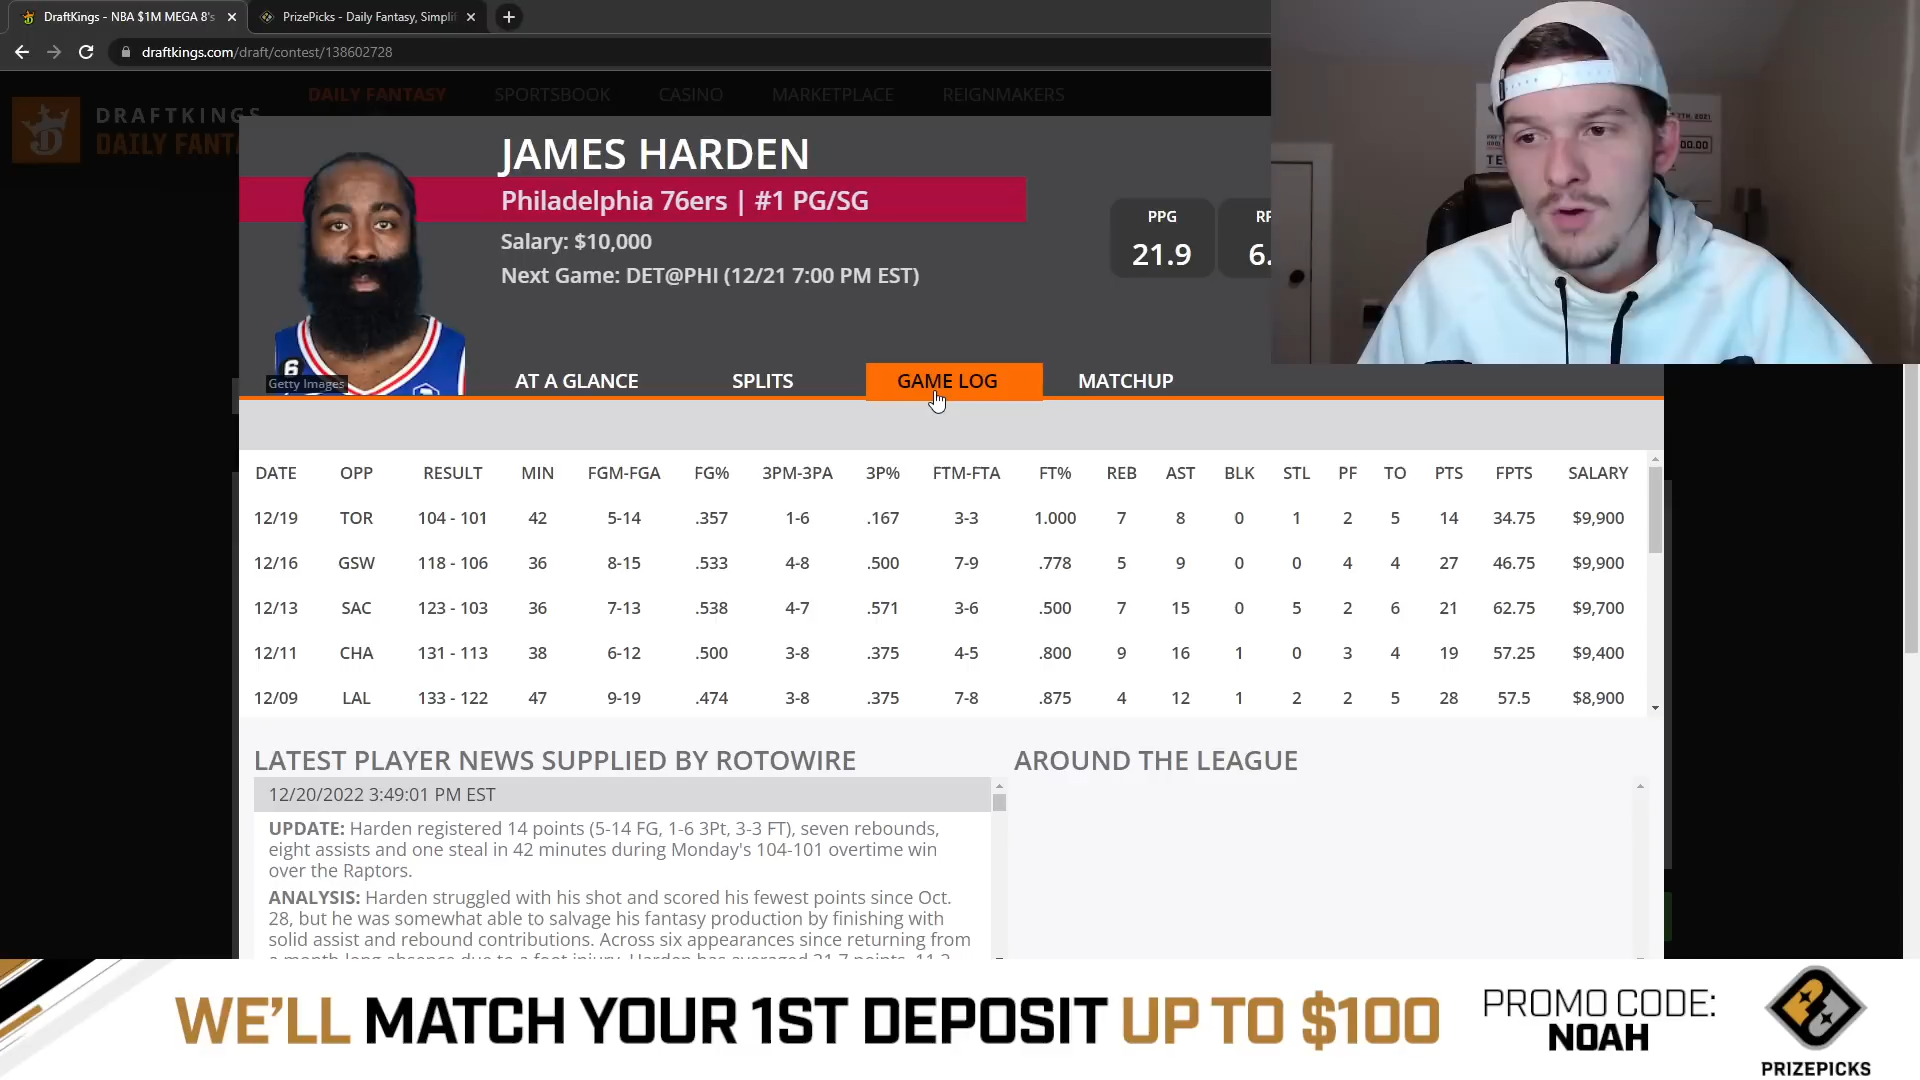 DraftKings - NBA $1M MEGA 8's
PrizePicks - Daily Fantasy, Simplif
draftkings.com/draft/contest/138602728
DRAFTKINGS
DAILY FANTA
DAILY FANTASY SPORTSBOOK CASINO MARKETPLACE REIGNMAKERS
JAMES HARDEN
Philadelphia 76ers | #1 PG/SG
Salary: $10,000
Next Game: DET@PHI (12/21 7:00 PM EST)
PPG
21.9
RP
6.
00.00
6
Getty Images
AT A GLANCE SPLITS GAME LOG MATCHUP
DATE OPP RESULT MIN FGM-FGA FG% 3PM-3PA 3P% FTM-FTA FT% REB AST BLK STL PF TO PTS FPTS SALARY
12/19 TOR 104 - 101 42 5-14 .357 1-6 .167 3-3 1.000 7 8 0 1 2 5 14 34.75 $9,900
12/16 GSW 118 - 106 36 8-15 .533 4-8 .500 7-9 .778 5 9 0 0 4 4 27 46.75 $9,900
12/13 SAC 123 - 103 36 7-13 .538 4-7 .571 3-6 .500 7 15 0 5 2 6 21 62.75 $9,700
12/11 CHA 131 - 113 38 6-12 .500 3-8 .375 4-5 .800 9 16 1 0 3 4 19 57.25 $9,400
12/09 LAL 133 - 122 47 9-19 .474 3-8 .375 7-8 .875 4 12 1 2 2 5 28 57.5 $8,900
LATEST PLAYER NEWS SUPPLIED BY ROTOWIRE
12/20/2022 3:49:01 PM EST
UPDATE: Harden registered 14 points (5-14 FG, 1-6 3Pt, 3-3 FT), seven rebounds,
eight assists and one steal in 42 minutes during Monday's 104-101 overtime win
over the Raptors.
ANALYSIS: Harden struggled with his shot and scored his fewest points since Oct.
28, but he was somewhat able to salvage his fantasy production by finishing with
solid assist and rebound contributions. Across six appearances since returning from
AROUND THE LEAGUE
WE'LL MATCH YOUR 1ST DEPOSIT UP TO $100
PROMO CODE:
NOAH
PRIZEPICKS